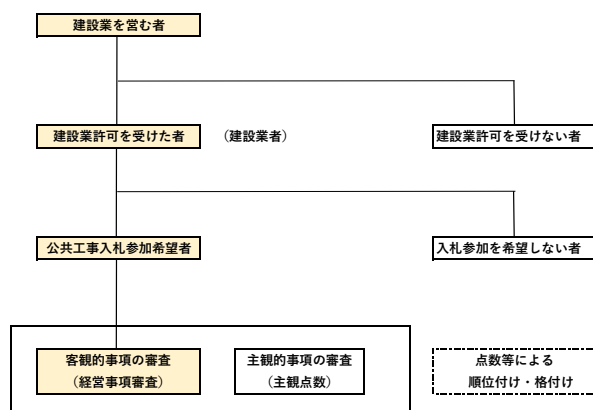 建設業を営む者
建設業許可を受けた者
（建設業者）
建設業許可を受けない者
公共工事入札参加希望者
入札参加を希望しない者
客観的事項の審査
（経営事項審査）
主観的事項の審査
（主観点数）
点数等による
順位付け・格付け